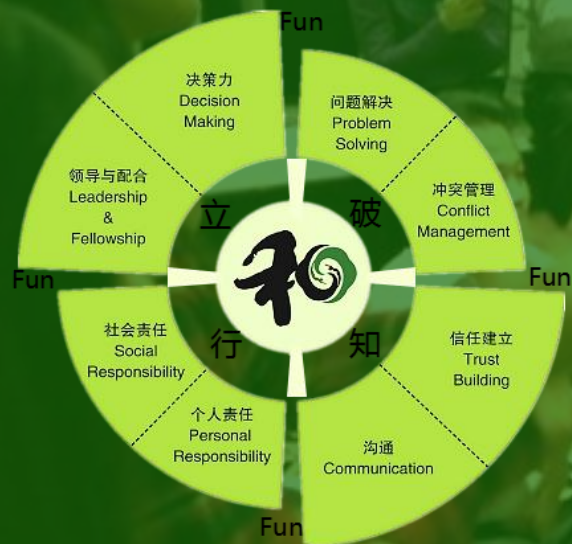 Fun
决策力
Decision
Making
问题解决
Problem
Solving
领导与配合
Leadership
&
Fellowship
冲突管理
Conflict
Management
立
破
和
Fun
Fun
行
知
社会责任
Social
Responsibility
信任建立
Trust
Building
个人责任
Personal
Responsibility
沟通
Communication
Fun